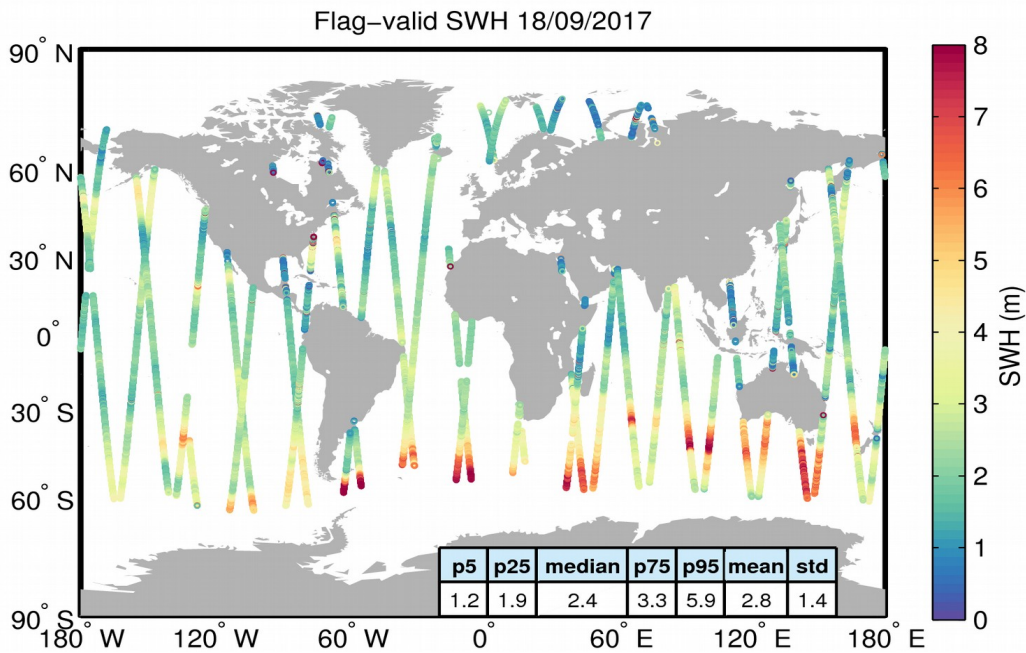 Flag−valid SWH 18/09/2017
90° N
60° N
30° N
0°
30° S
60° S
90° S
180° W
120° W
60° W
0°
60° E
120° E
180° E
8
7
6
5
4
3
2
1
0
SWH (m)
p5 p25 median p75 p95 mean std
1.2 1.9 2.4 3.3 5.9 2.8 1.4